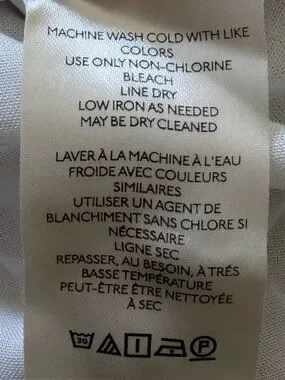 MACHINE WASH COLD WITH LIKE
COLORS
USE ONLY NON-CHLORINE
BLEACH
LINE DRY
LOW IRON AS NEEDED
MAY BE DRY CLEANED
LAVER À LA MACHINE À L'EAU
FROIDE AVEC COULEURS
SIMILAIRES
UTILISER UN AGENT DE
BLANCHIMENT SANS CHLORE SI
NÉCESSAIRE
LIGNE SEC
REPASSER, AU BESOIN, À TRÉS
BASSE TEMPÉRATURE
PEUT-ÊTRE ÊTRE NETTOYÉE
À SEC
30 P